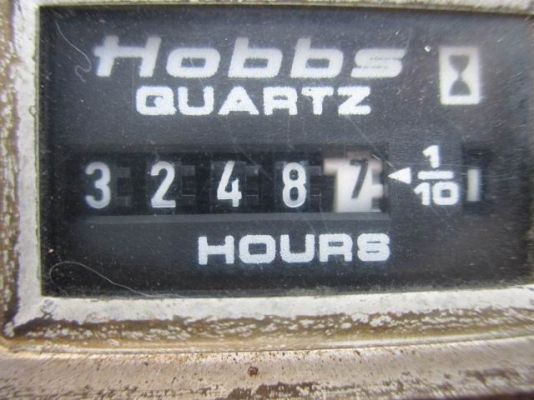 Hobbs
QUARTZ
32487 ◄ 1/10
HOURS